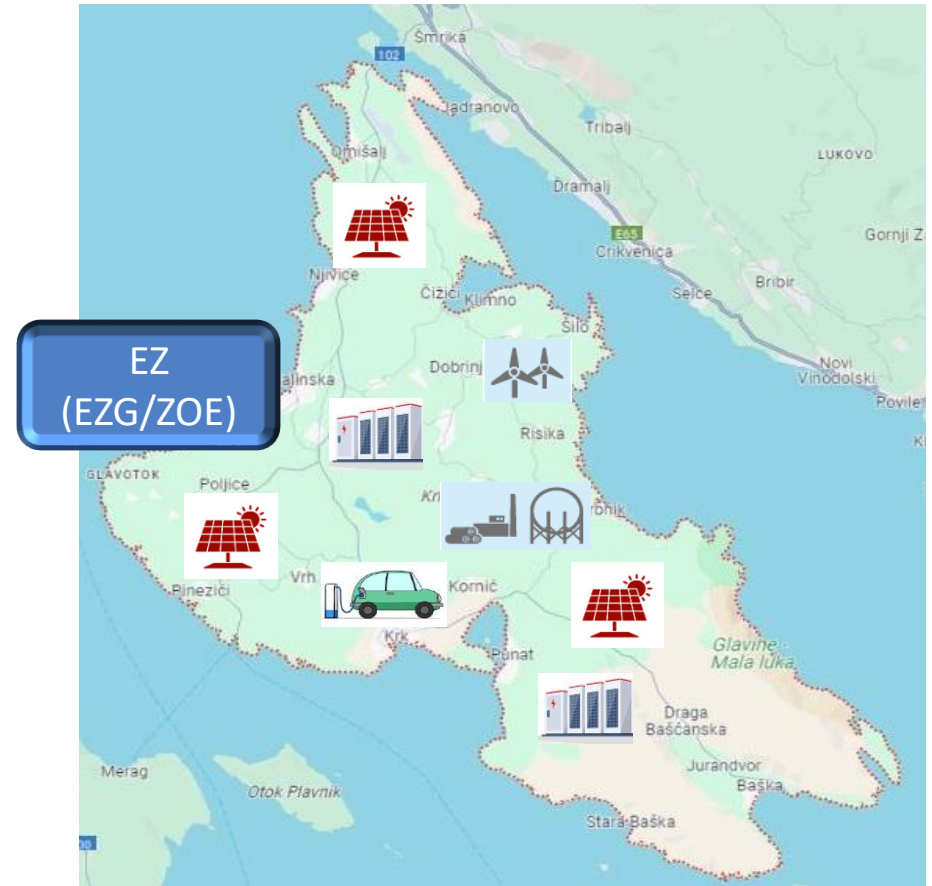 Šmrika
102
Jadranovo
Tribalj
Omišalj
LUKOVO
Dramalj
E65
Gornji Z
Crikvenica
Njivice
Bribir
Čižići
Klimno
Selce
Šilo
EZ
(EZG/ZOE)
Dobrinj
Novi
Vinodolski
alinska
Povile
Risika
GLAVOTOK
Poljice
Vrh
Kornić
Pinezići
Krk
Glavine -
Mala luka
Punat
Draga
Bašćanska
Merag
Jurandvor
Baška
Otok Plavnik
Stara Baška